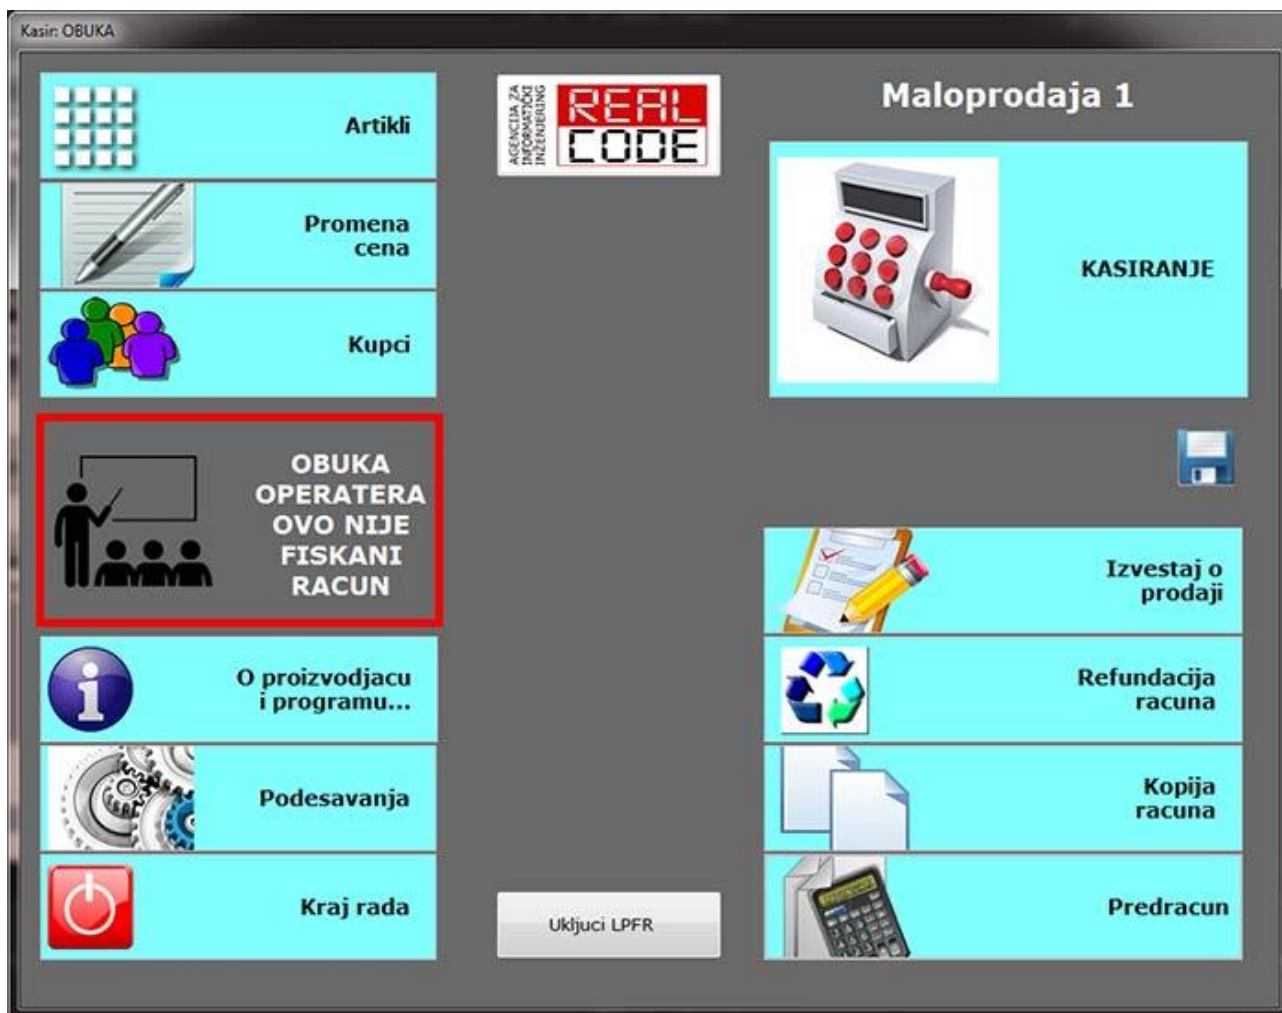 Kasir: OBUKA
Artikli
Promena
cena
Kupci
OBUKA
OPERATERA
OVO NIJE
FISKANI
RACUN
O proizvodjacu
i programu...
Podesavanja
Kraj rada
AGENCIJA ZA
INFORMATIČKI
INŽENJERING
REAL
CODE
Ukljuci LPFR
Maloprodaja 1
KASIRANJE
Izvestaj o
prodaji
Refundacija
racuna
Kopija
racuna
Predracun